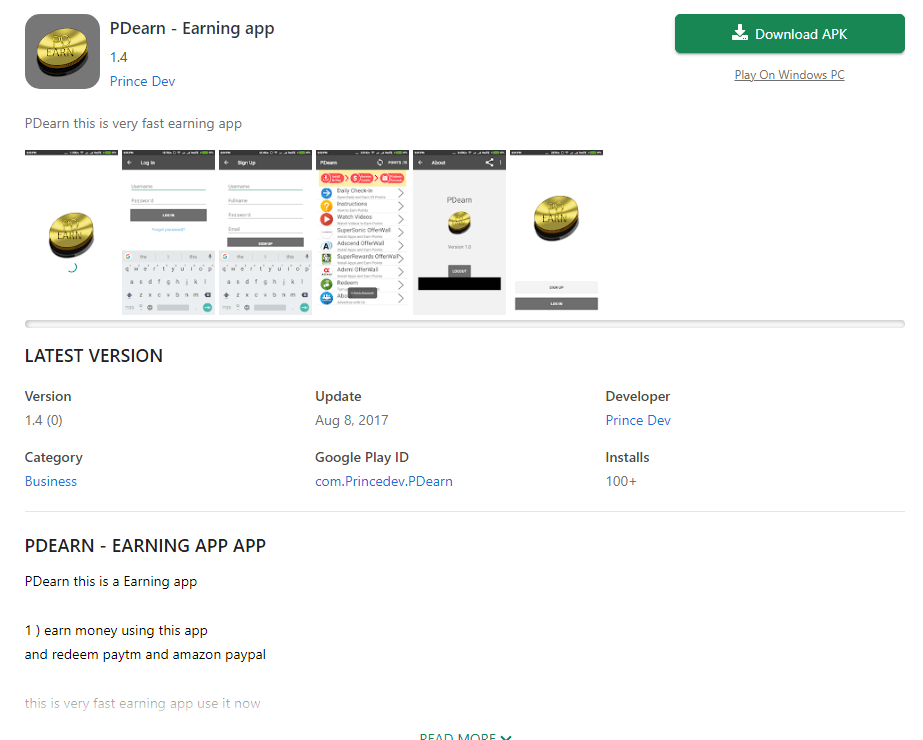 PDearn - Earning app
1.4
Prince Dev
Download APK
Play On Windows PC
PDearn this is very fast earning app
EARN
Log in
Username
Password
LOG IN
Forgot password?
Sign Up
Username
Fullname
Password
Email
SIGN UP
PDearn
POINTS
Daily Check-in
Instructions
Watch Videos
SuperSonic OfferWall
Adscend OfferWall
SuperRewards OfferWall
Adxmi OfferWall
Redeem
About
PDearn
Version 1.0
LOGOUT
EARN
SIGN UP
LOG IN
LATEST VERSION
Version Update Developer
1.4 (0) Aug 8, 2017 Prince Dev
Category Google Play ID Installs
Business com.Princedev.PDearn 100+
PDEARN - EARNING APP APP
PDearn this is a Earning app
1 ) earn money using this app
and redeem paytm and amazon paypal
this is very fast earning app use it now
READ MORE